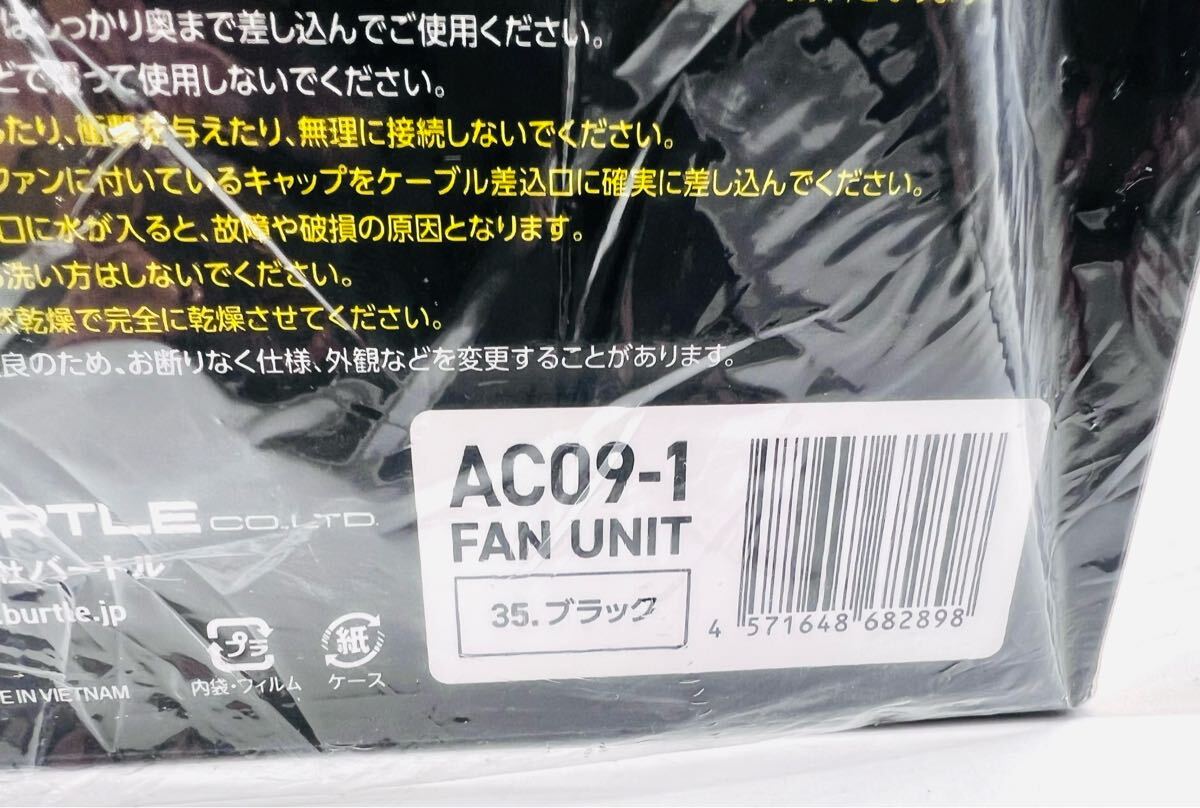 しっかり奥まで差し込んでご使用ください。
使用しないでください。
たり、衝撃を与えたり、無理に接続しないでください。
ファンに付いているキャップをケーブル差込口に確実に差し込んでください。
口に水が入ると、故障や破損の原因となります。
洗い方はしないでください。
乾燥で完全に乾燥させてください。
良のため、お断りなく仕様、外観などを変更することがあります。
AC09-1
FAN UNIT
35.ブラック
4 571648 682898
RTLE CO.,LTD.
社バートル
.burtle.jp
プラ
内袋・フィルム
紙
ケース
E IN VIETNAM